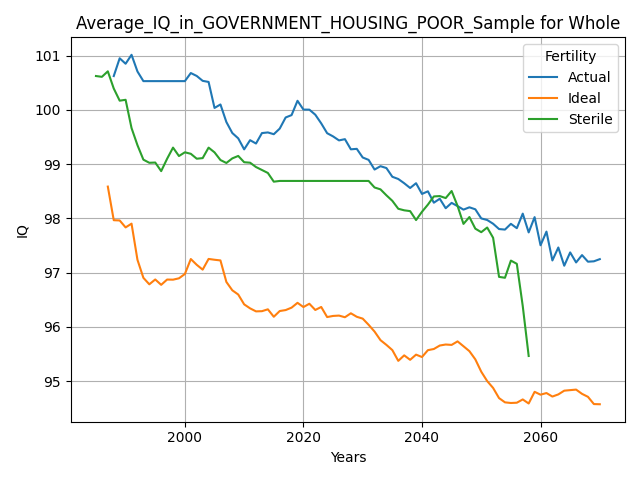 Average_IQ_in_GOVERNMENT_HOUSING_POOR_Sample for Whole
Fertility
Actual
Ideal
Sterile
IQ
101
100
99
98
97
96
95
2000
2020
2040
2060
Years